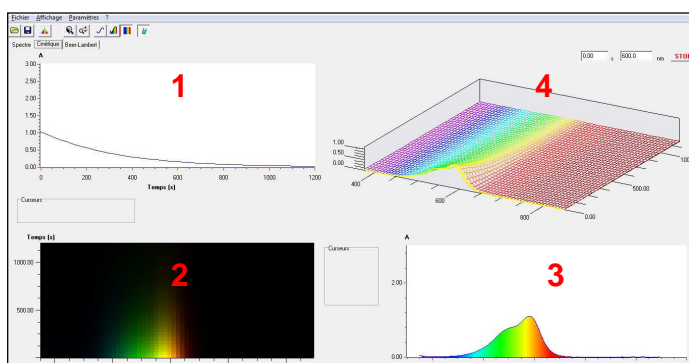 Fichier Affichage Paramètres ?
Spectre Cinétique Beer-Lambert
0.00 s 600.0 nm STOP
A
3.00
2.50
2.00
1.50
1.00
0.50
0.00
0 200 400 600 800 1000 1200
Temps (s)
1
1.00
0.50
0.00
400 600 800
0.00
500.00
4
Curseurs
Temps (s)
1000.00
500.00
2
Curseurs
A
2.00
0.00
3